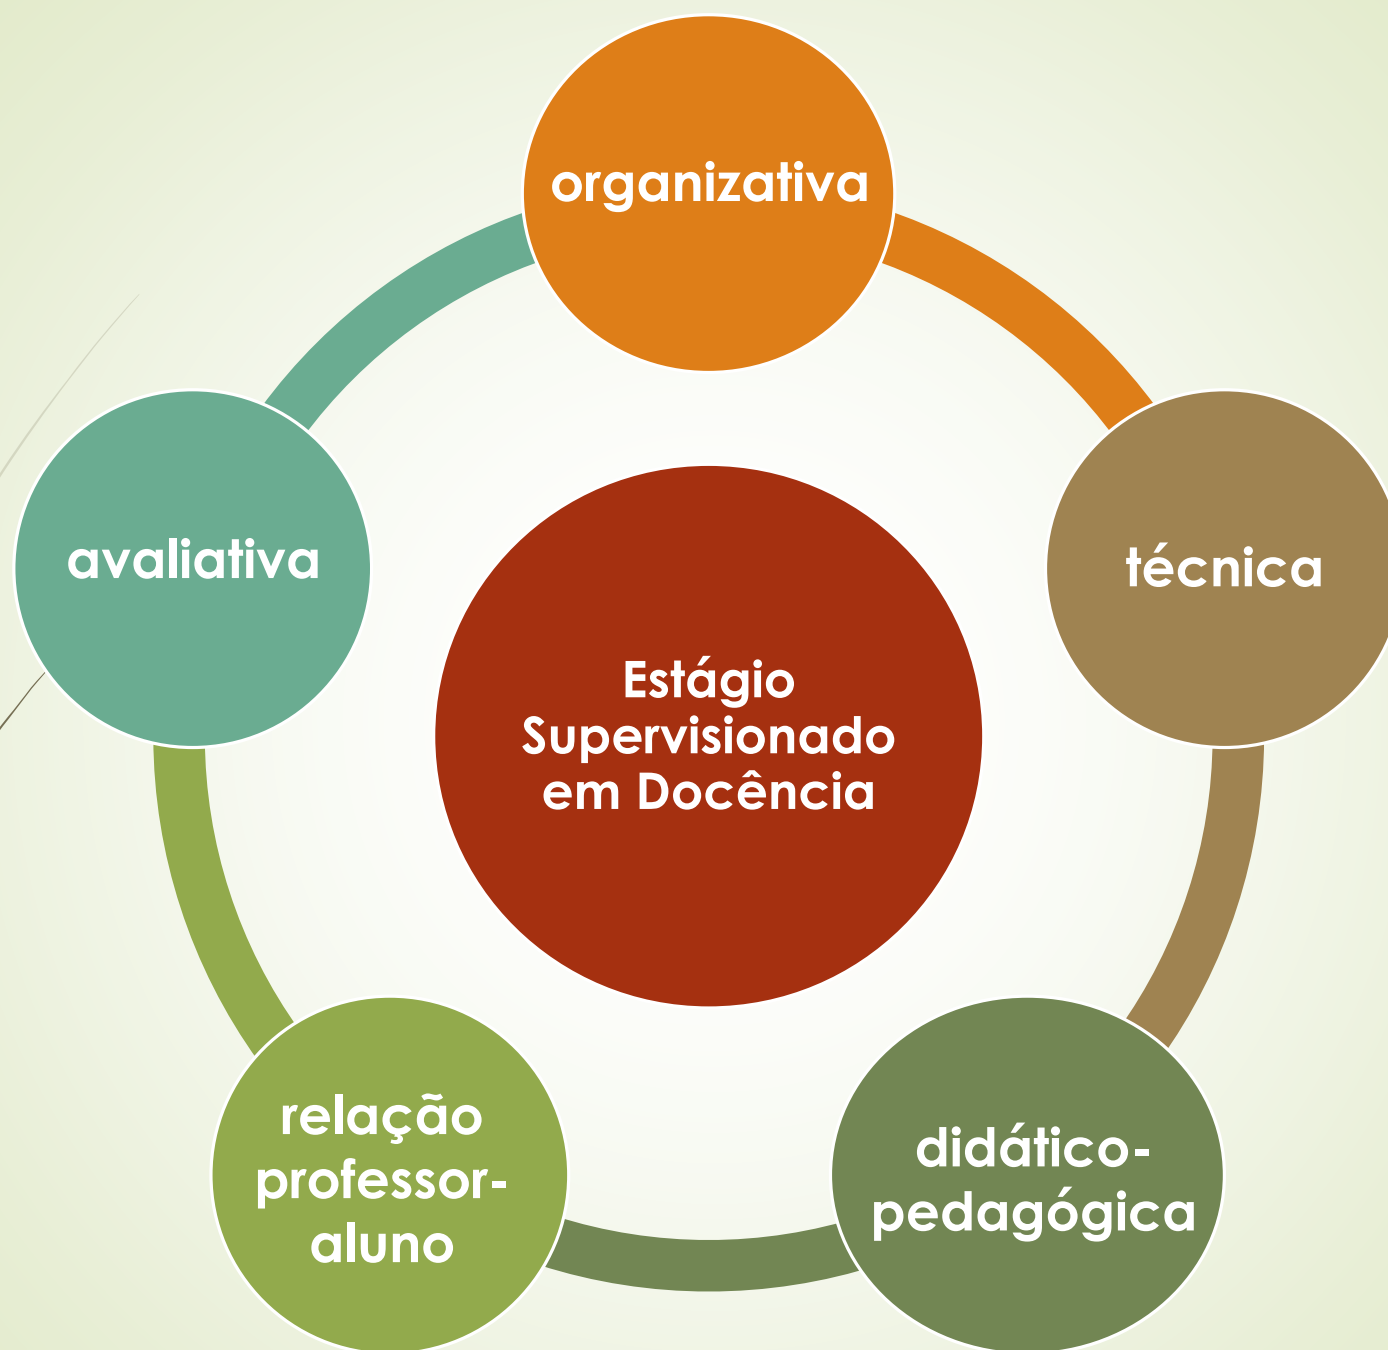 organizativa
avaliativa
técnica
Estágio
Supervisionado
em Docência
relação
professor-
aluno
didático-
pedagógica